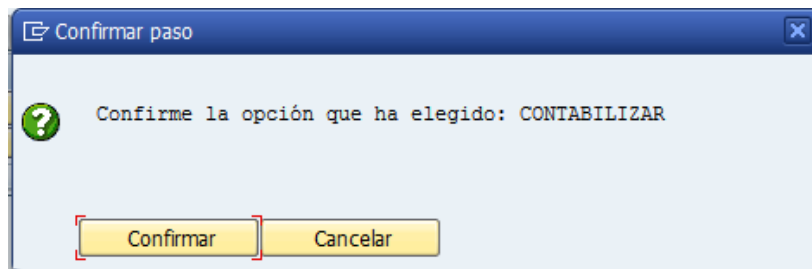 Confirmar paso
Confirme la opción que ha elegido: CONTABILIZAR
Confirmar Cancelar